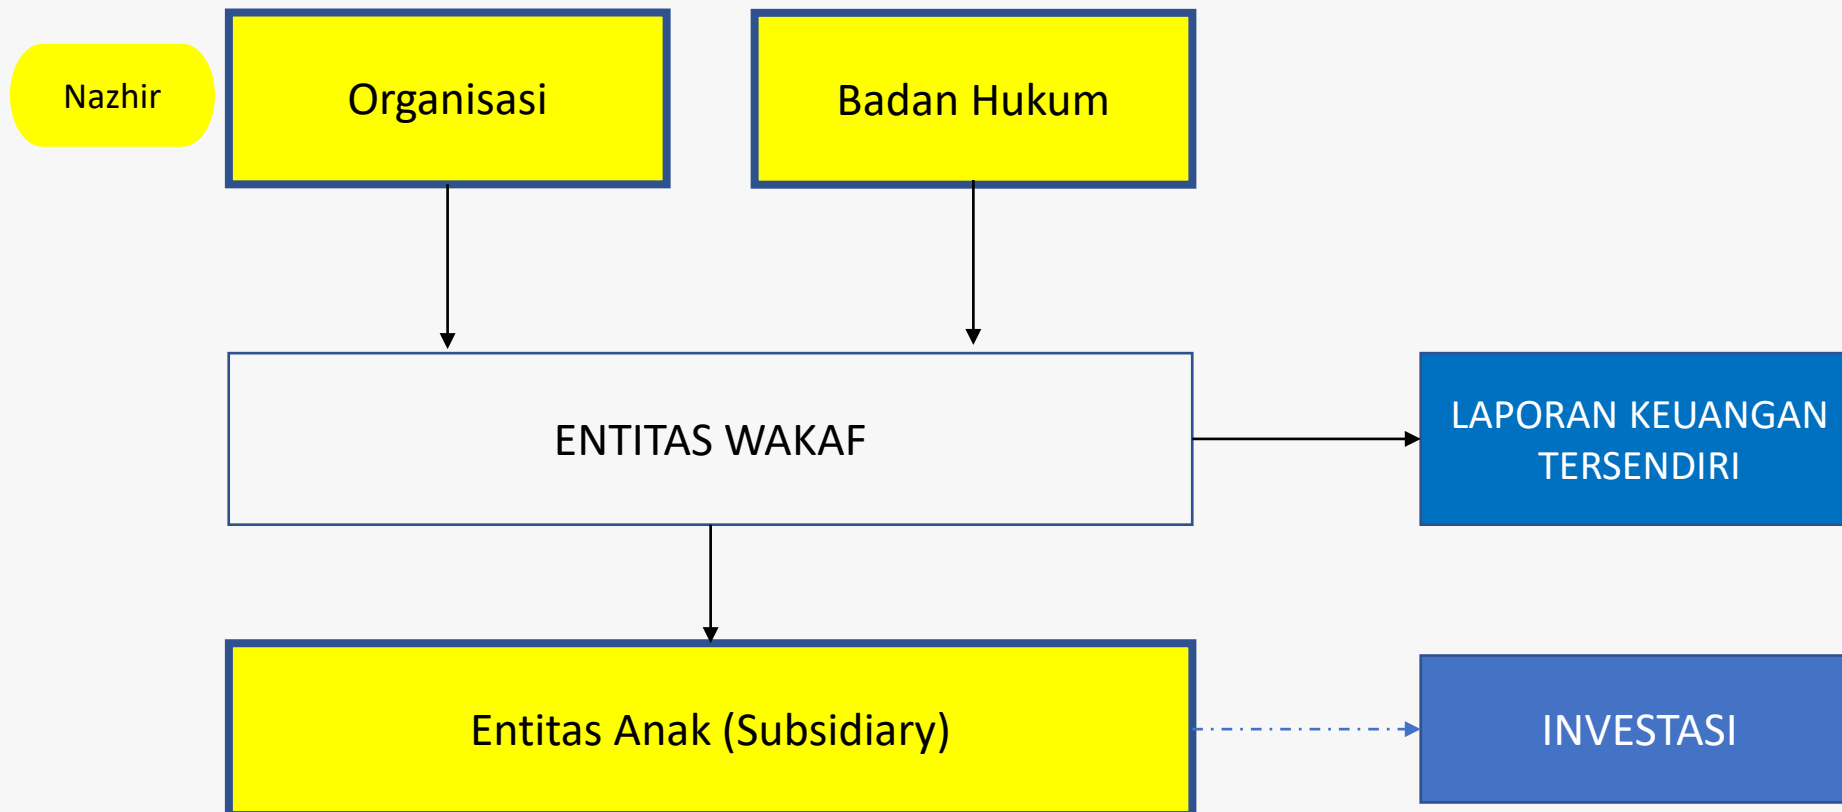 Nazhir
Organisasi
Badan Hukum
ENTITAS WAKAF
LAPORAN KEUANGAN
TERSENDIRI
Entitas Anak (Subsidiary)
INVESTASI